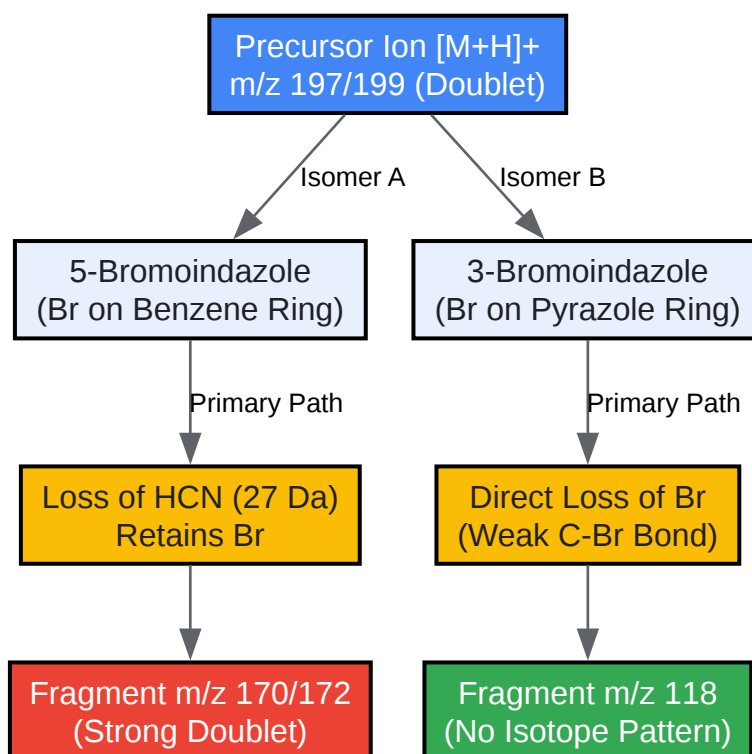 Precursor Ion [M+H]+
m/z 197/199 (Doublet)
Isomer A
Isomer B
5-Bromoindazole
(Br on Benzene Ring)
3-Bromoindazole
(Br on Pyrazole Ring)
Primary Path
Primary Path
Loss of HCN (27 Da)
Retains Br
Direct Loss of Br
(Weak C-Br Bond)
Fragment m/z 170/172
(Strong Doublet)
Fragment m/z 118
(No Isotope Pattern)